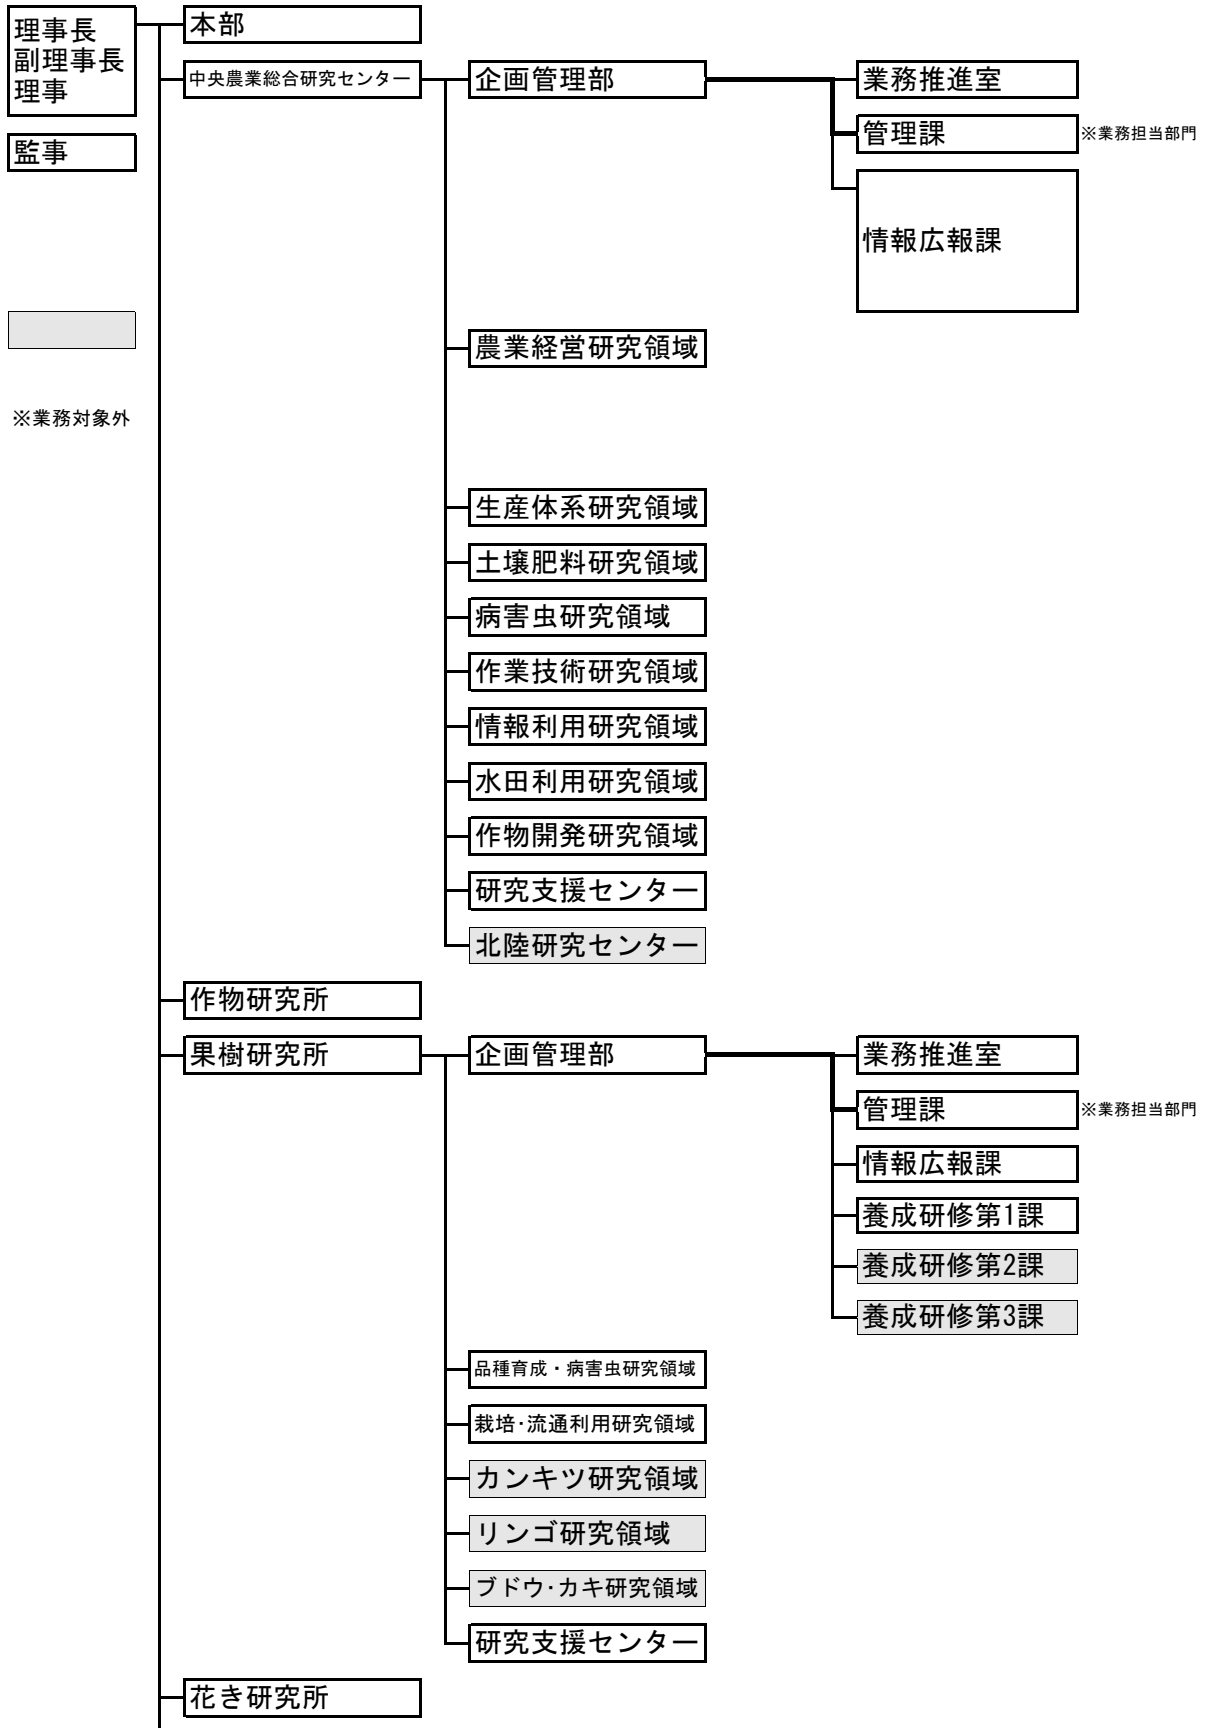 理事長
副理事長
理事
監事
※業務対象外
本部
中央農業総合研究センター
企画管理部
業務推進室
管理課
※業務担当部門
情報広報課
農業経営研究領域
生産体系研究領域
土壌肥料研究領域
病害虫研究領域
作業技術研究領域
情報利用研究領域
水田利用研究領域
作物開発研究領域
研究支援センター
北陸研究センター
作物研究所
果樹研究所
企画管理部
業務推進室
管理課
※業務担当部門
情報広報課
養成研修第1課
養成研修第2課
養成研修第3課
品種育成・病害虫研究領域
栽培･流通利用研究領域
カンキツ研究領域
リンゴ研究領域
ブドウ･カキ研究領域
研究支援センター
花き研究所